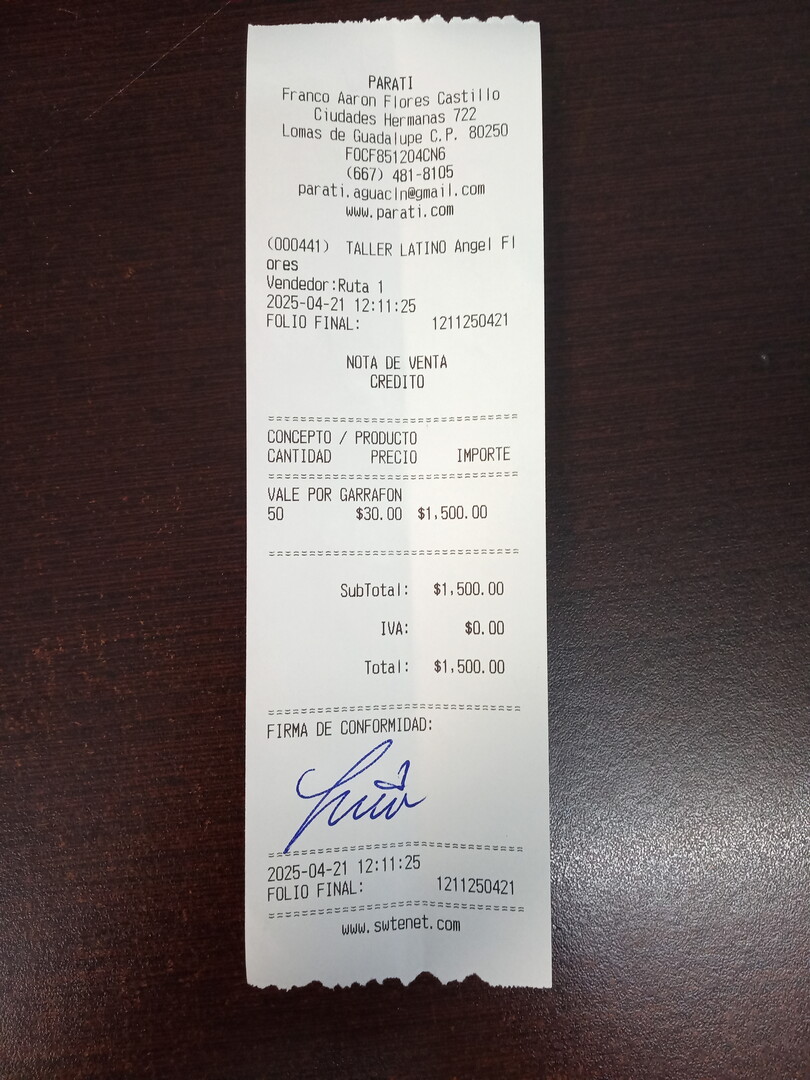 PARATI
Franco Aaron Flores Castillo
Ciudades Hermanas 722
Lomas de Guadalupe C.P. 80250
FOCF851204CN6
(667) 481-8105
parati.aguacln@gmail.com
www.parati.com
(000441) TALLER LATINO Angel Fl
ores
Vendedor:Ruta 1
2025-04-21 12:11:25
FOLIO FINAL: 1211250421
NOTA DE VENTA
CREDITO
================================
CONCEPTO / PRODUCTO
CANTIDAD PRECIO IMPORTE
================================
VALE POR GARRAFON
50 $30.00 $1,500.00
================================
SubTotal: $1,500.00
IVA: $0.00
Total: $1,500.00
================================
FIRMA DE CONFORMIDAD:
================================
2025-04-21 12:11:25
FOLIO FINAL: 1211250421
================================
www.swtenet.com